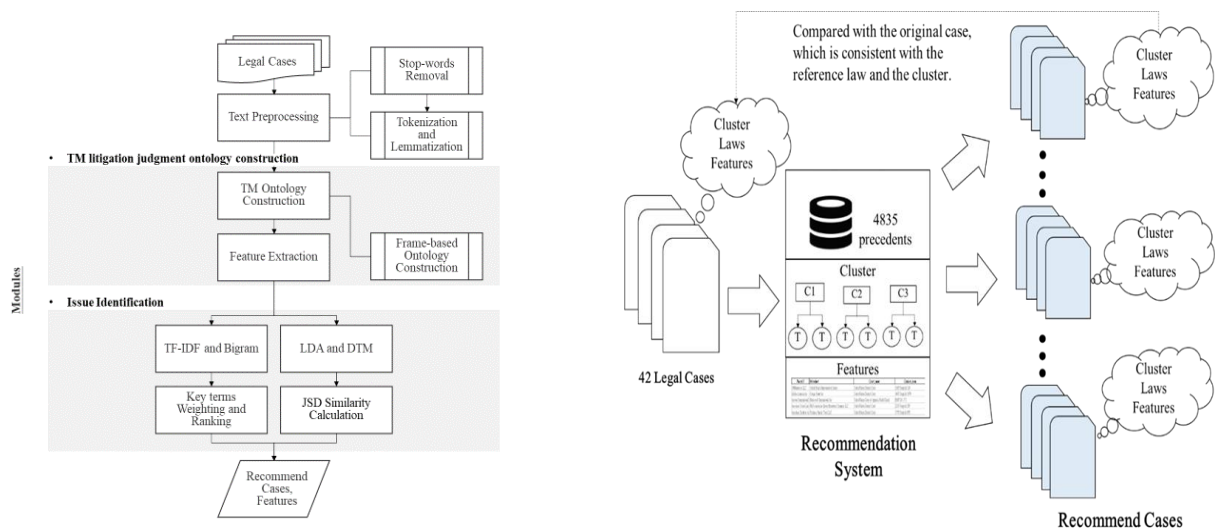 Legal Cases
Stop-words
Removal
Text Preprocessing
Tokenization
and
Lemmatization
• TM litigation judgment ontology construction
TM Ontology
Construction
Feature Extraction
Frame-based
Ontology
Construction
Modules
• Issue Identification
TF-IDF and Bigram
LDA and DTM
Key terms
Weighting and
Ranking
JSD Similarity
Calculation
Recommend
Cases,
Features
Compared with the original case,
which is consistent with the
reference law and the cluster.
Cluster
Laws
Features
42 Legal Cases
4835
precedents
Cluster
C1 C2 C3
T T T T T T
Features
Recommendation
System
Cluster
Laws
Features
Cluster
Laws
Features
Cluster
Laws
Features
Recommend Cases